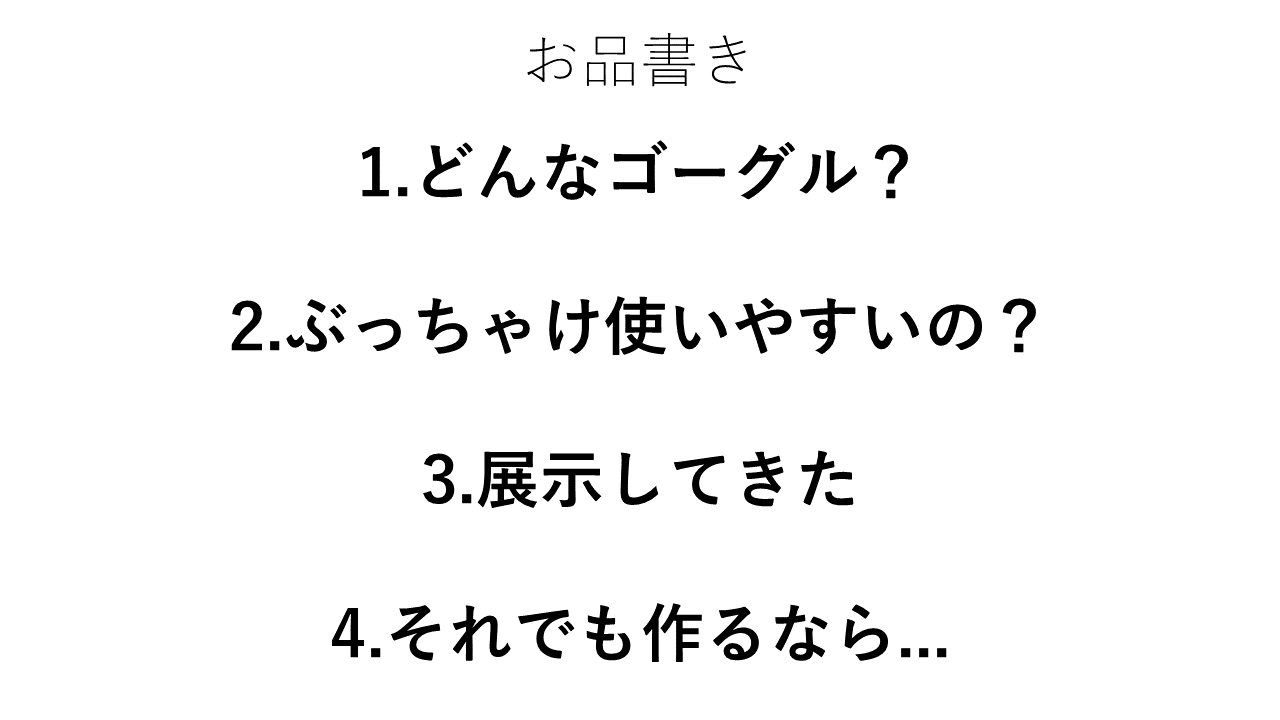 お品書き
1.どんなゴーグル？
2.ぶっちゃけ使いやすいの？
3.展示してきた
4.それでも作るなら...